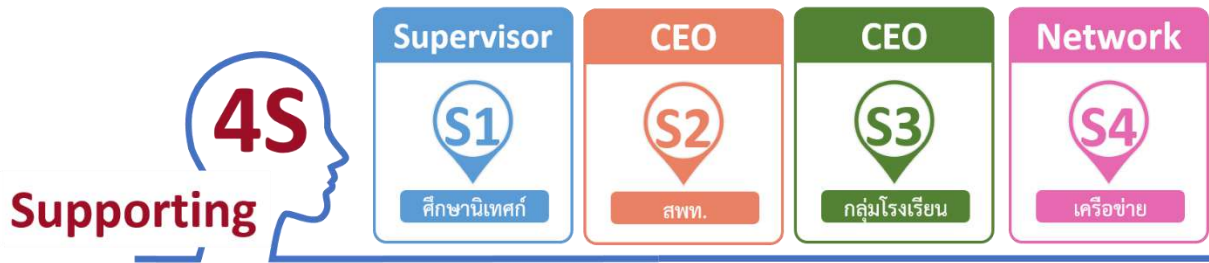 4S
Supporting
Supervisor
S1
ศึกษานิเทศก์
CEO
S2
สพท.
CEO
S3
กลุ่มโรงเรียน
Network
S4
เครือข่าย